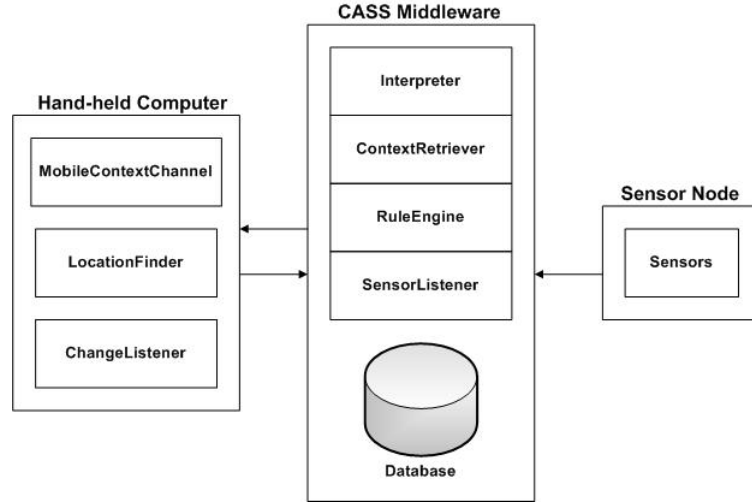 CASS Middleware
Interpreter
ContextRetriever
RuleEngine
SensorListener
Database
Hand-held Computer
MobileContextChannel
LocationFinder
ChangeListener
Sensor Node
Sensors